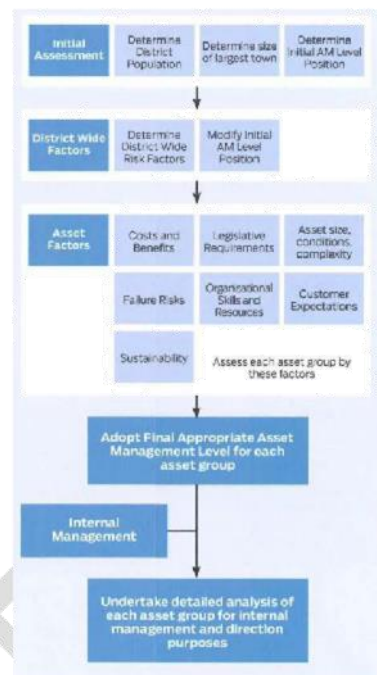 Initial
Assessment
Determine
District
Population
Determine size
of largest town
Determine
Initial AM Level
Position
District Wide
Factors
Determine
District Wide
Risk Factors
Modify Initial
AM Level
Position
Asset
Factors
Costs and
Benefits
Legislative
Requirements
Asset size,
conditions,
complexity
Failure Risks
Organisational
Skills and
Resources
Customer
Expectations
Sustainability
Assess each asset group by
these factors
Adopt Final Appropriate Asset
Management Level for each
asset group
Internal
Management
Undertake detailed analysis of
each asset group for internal
management and direction
purposes